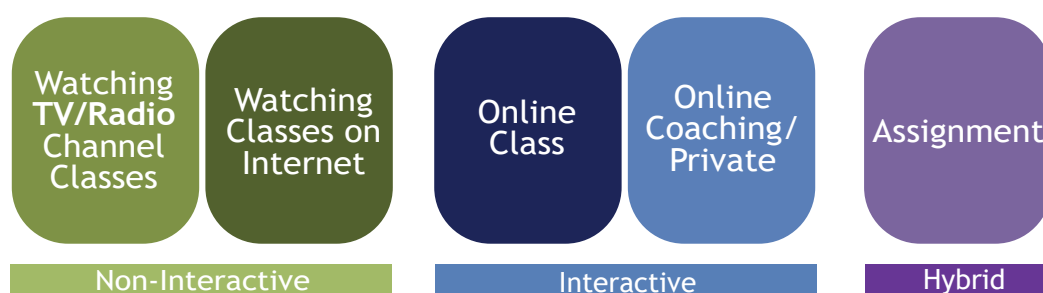 Watching
TV/Radio
Channel
Classes
Watching
Classes on
Internet
Online
Class
Online
Coaching/
Private
Assignment
Non-Interactive
Interactive
Hybrid